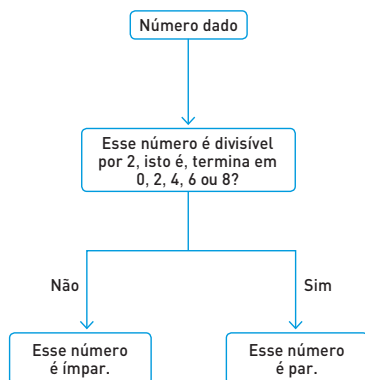 Número dado
Esse número é divisível
por 2, isto é, termina em
0, 2, 4, 6 ou 8?
Não
Sim
Esse número
é ímpar.
Esse número
é par.